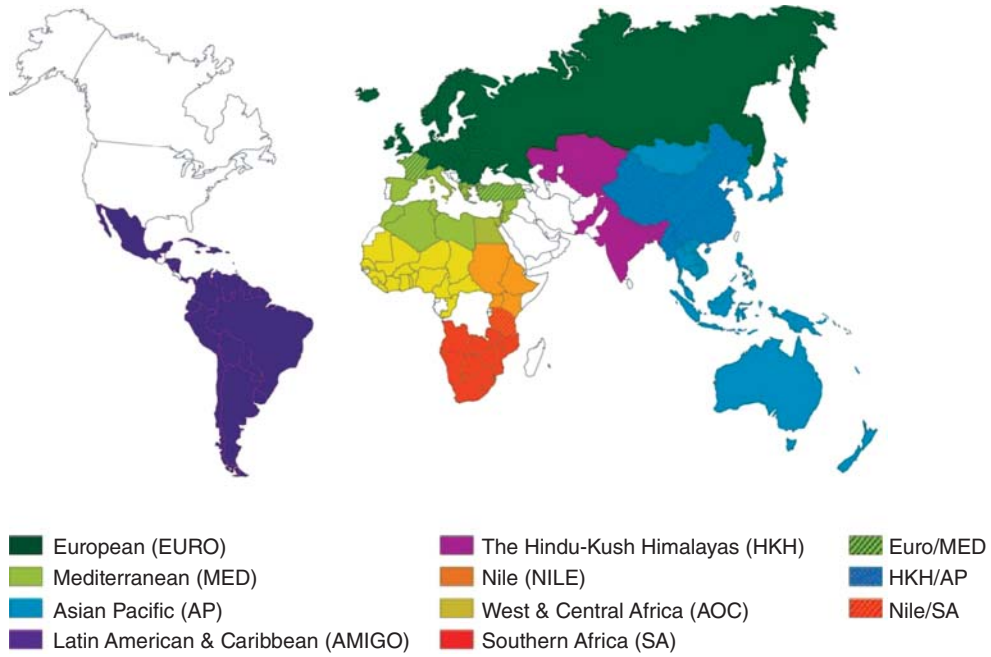 European (EURO)
Mediterranean (MED)
Asian Pacific (AP)
Latin American & Caribbean (AMIGO)
The Hindu-Kush Himalayas (HKH)
Nile (NILE)
West & Central Africa (AOC)
Southern Africa (SA)
Euro/MED
HKH/AP
Nile/SA